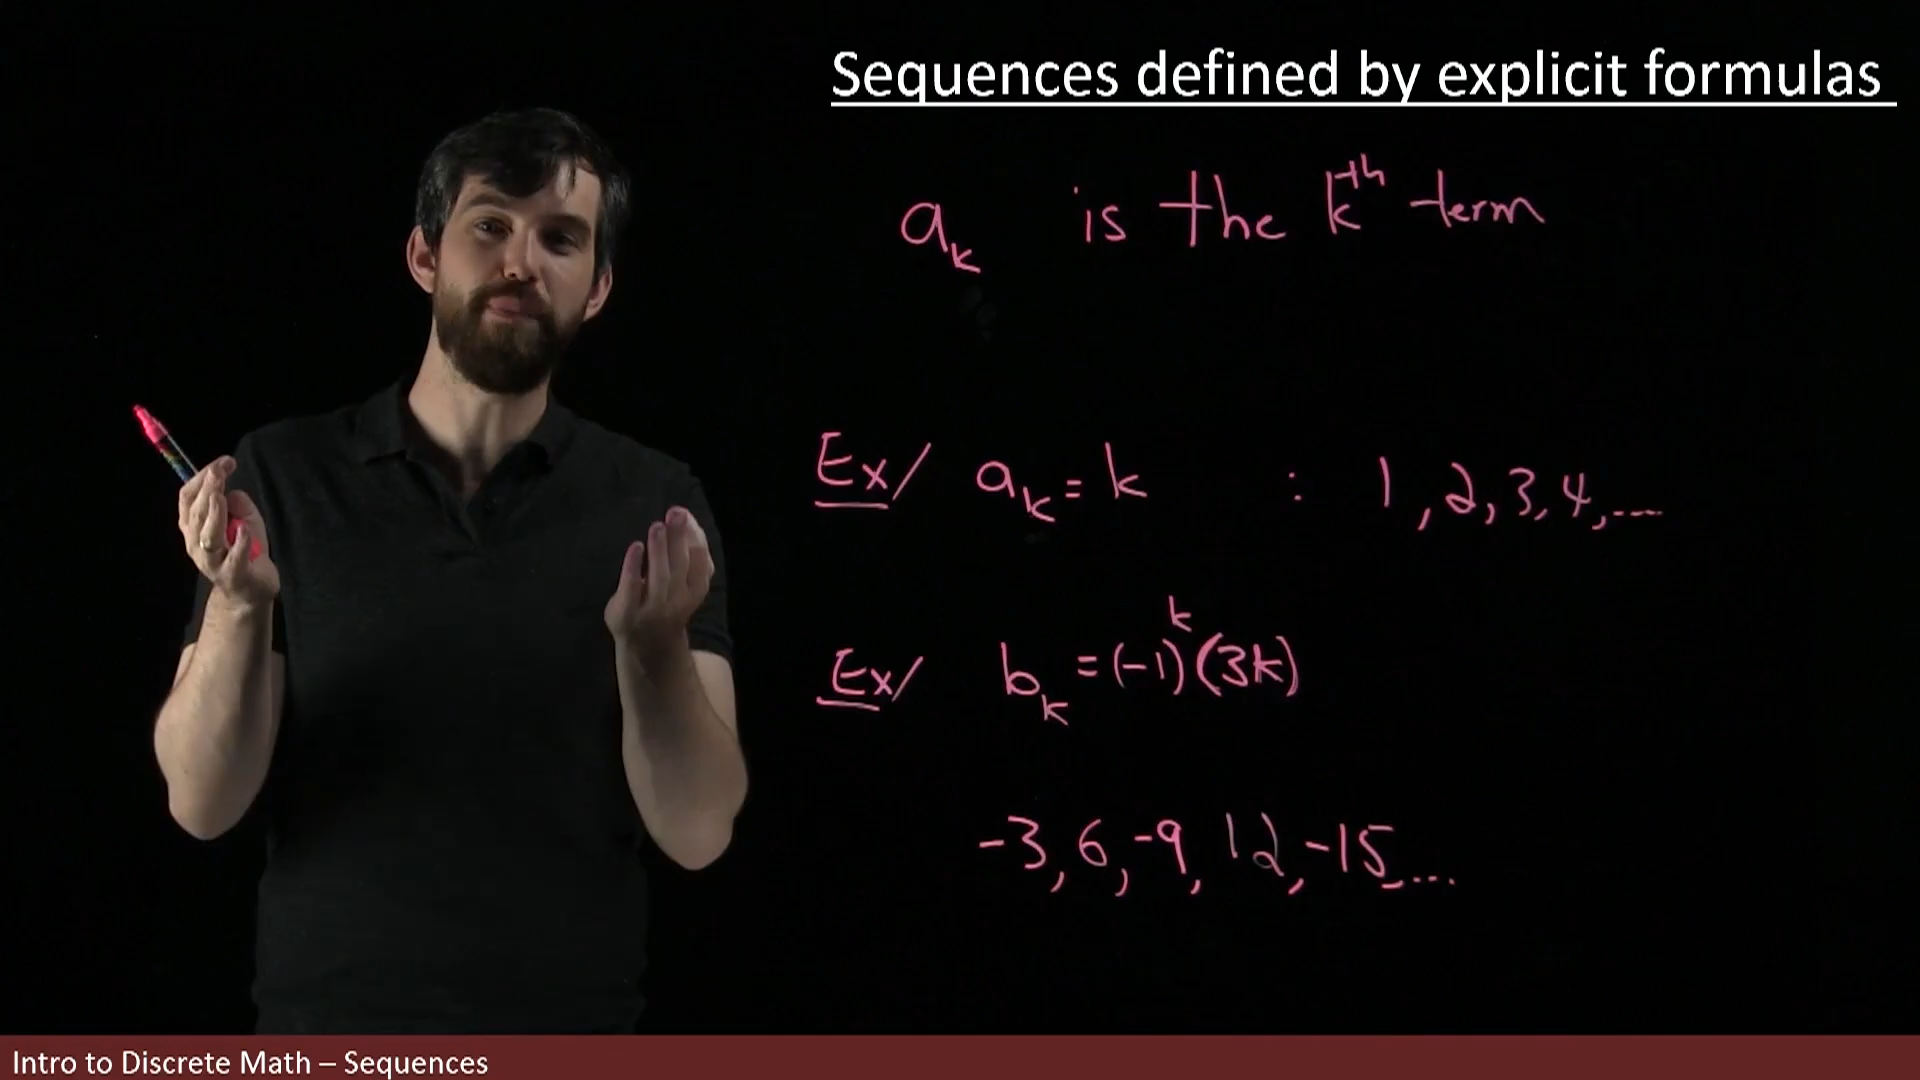 Sequences defined by explicit formulas
a_k is the k^th term
Ex/ a_k = k : 1, 2, 3, 4, ....
Ex/ b_k = (-1)^k (3k)
-3, 6, -9, 12, -15, ...
Intro to Discrete Math – Sequences